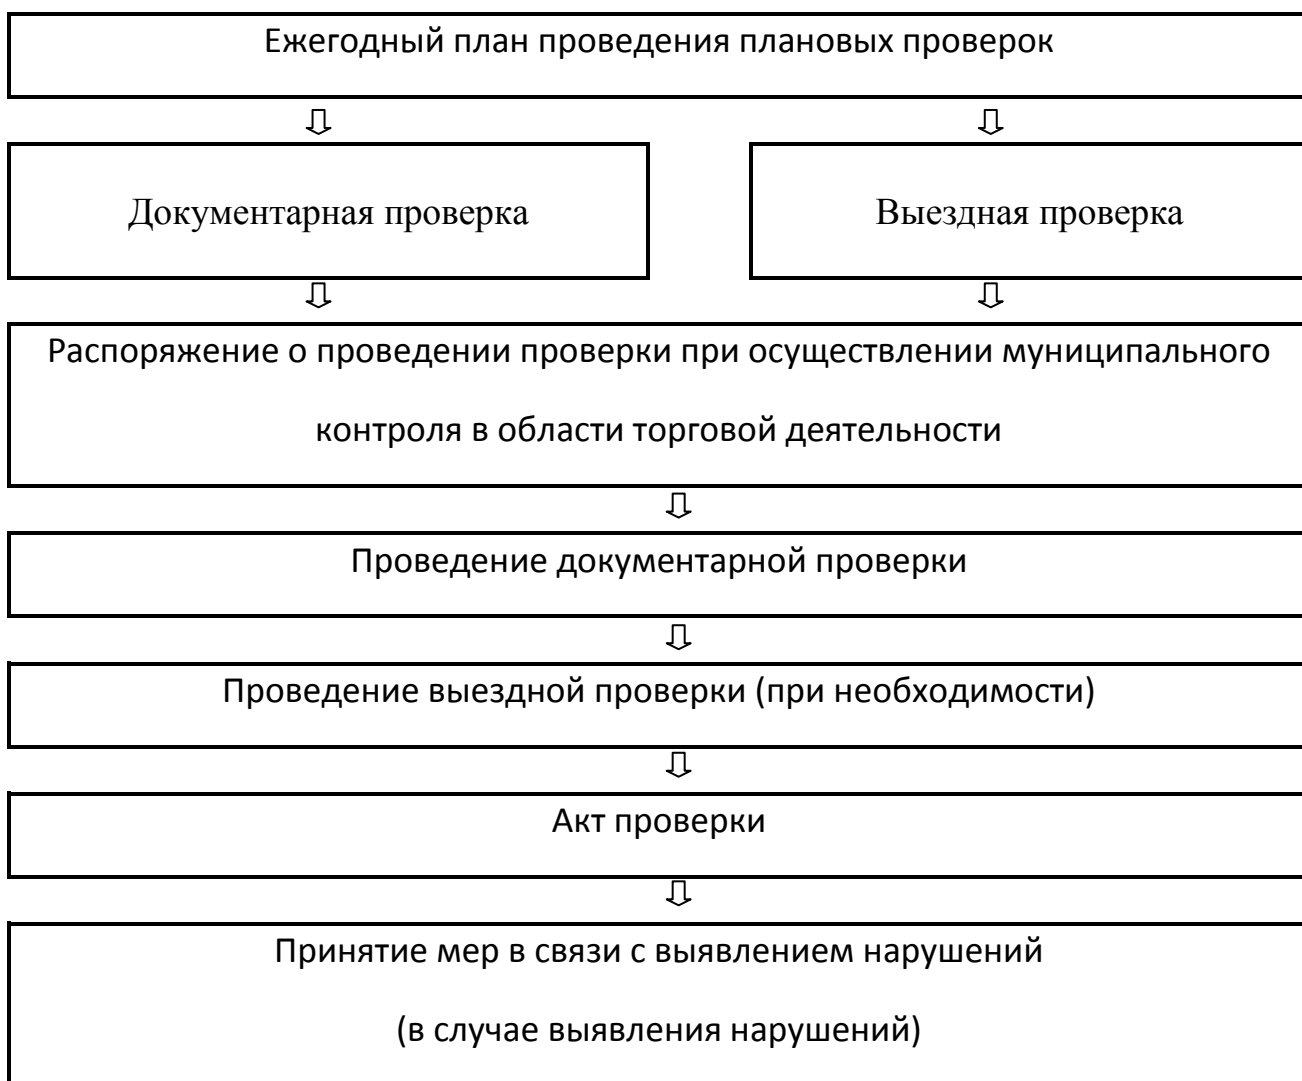 Ежегодный план проведения плановых проверок
Документарная проверка
Выездная проверка
Распоряжение о проведении проверки при осуществлении муниципального
контроля в области торговой деятельности
Проведение документарной проверки
Проведение выездной проверки (при необходимости)
Акт проверки
Принятие мер в связи с выявлением нарушений
(в случае выявления нарушений)